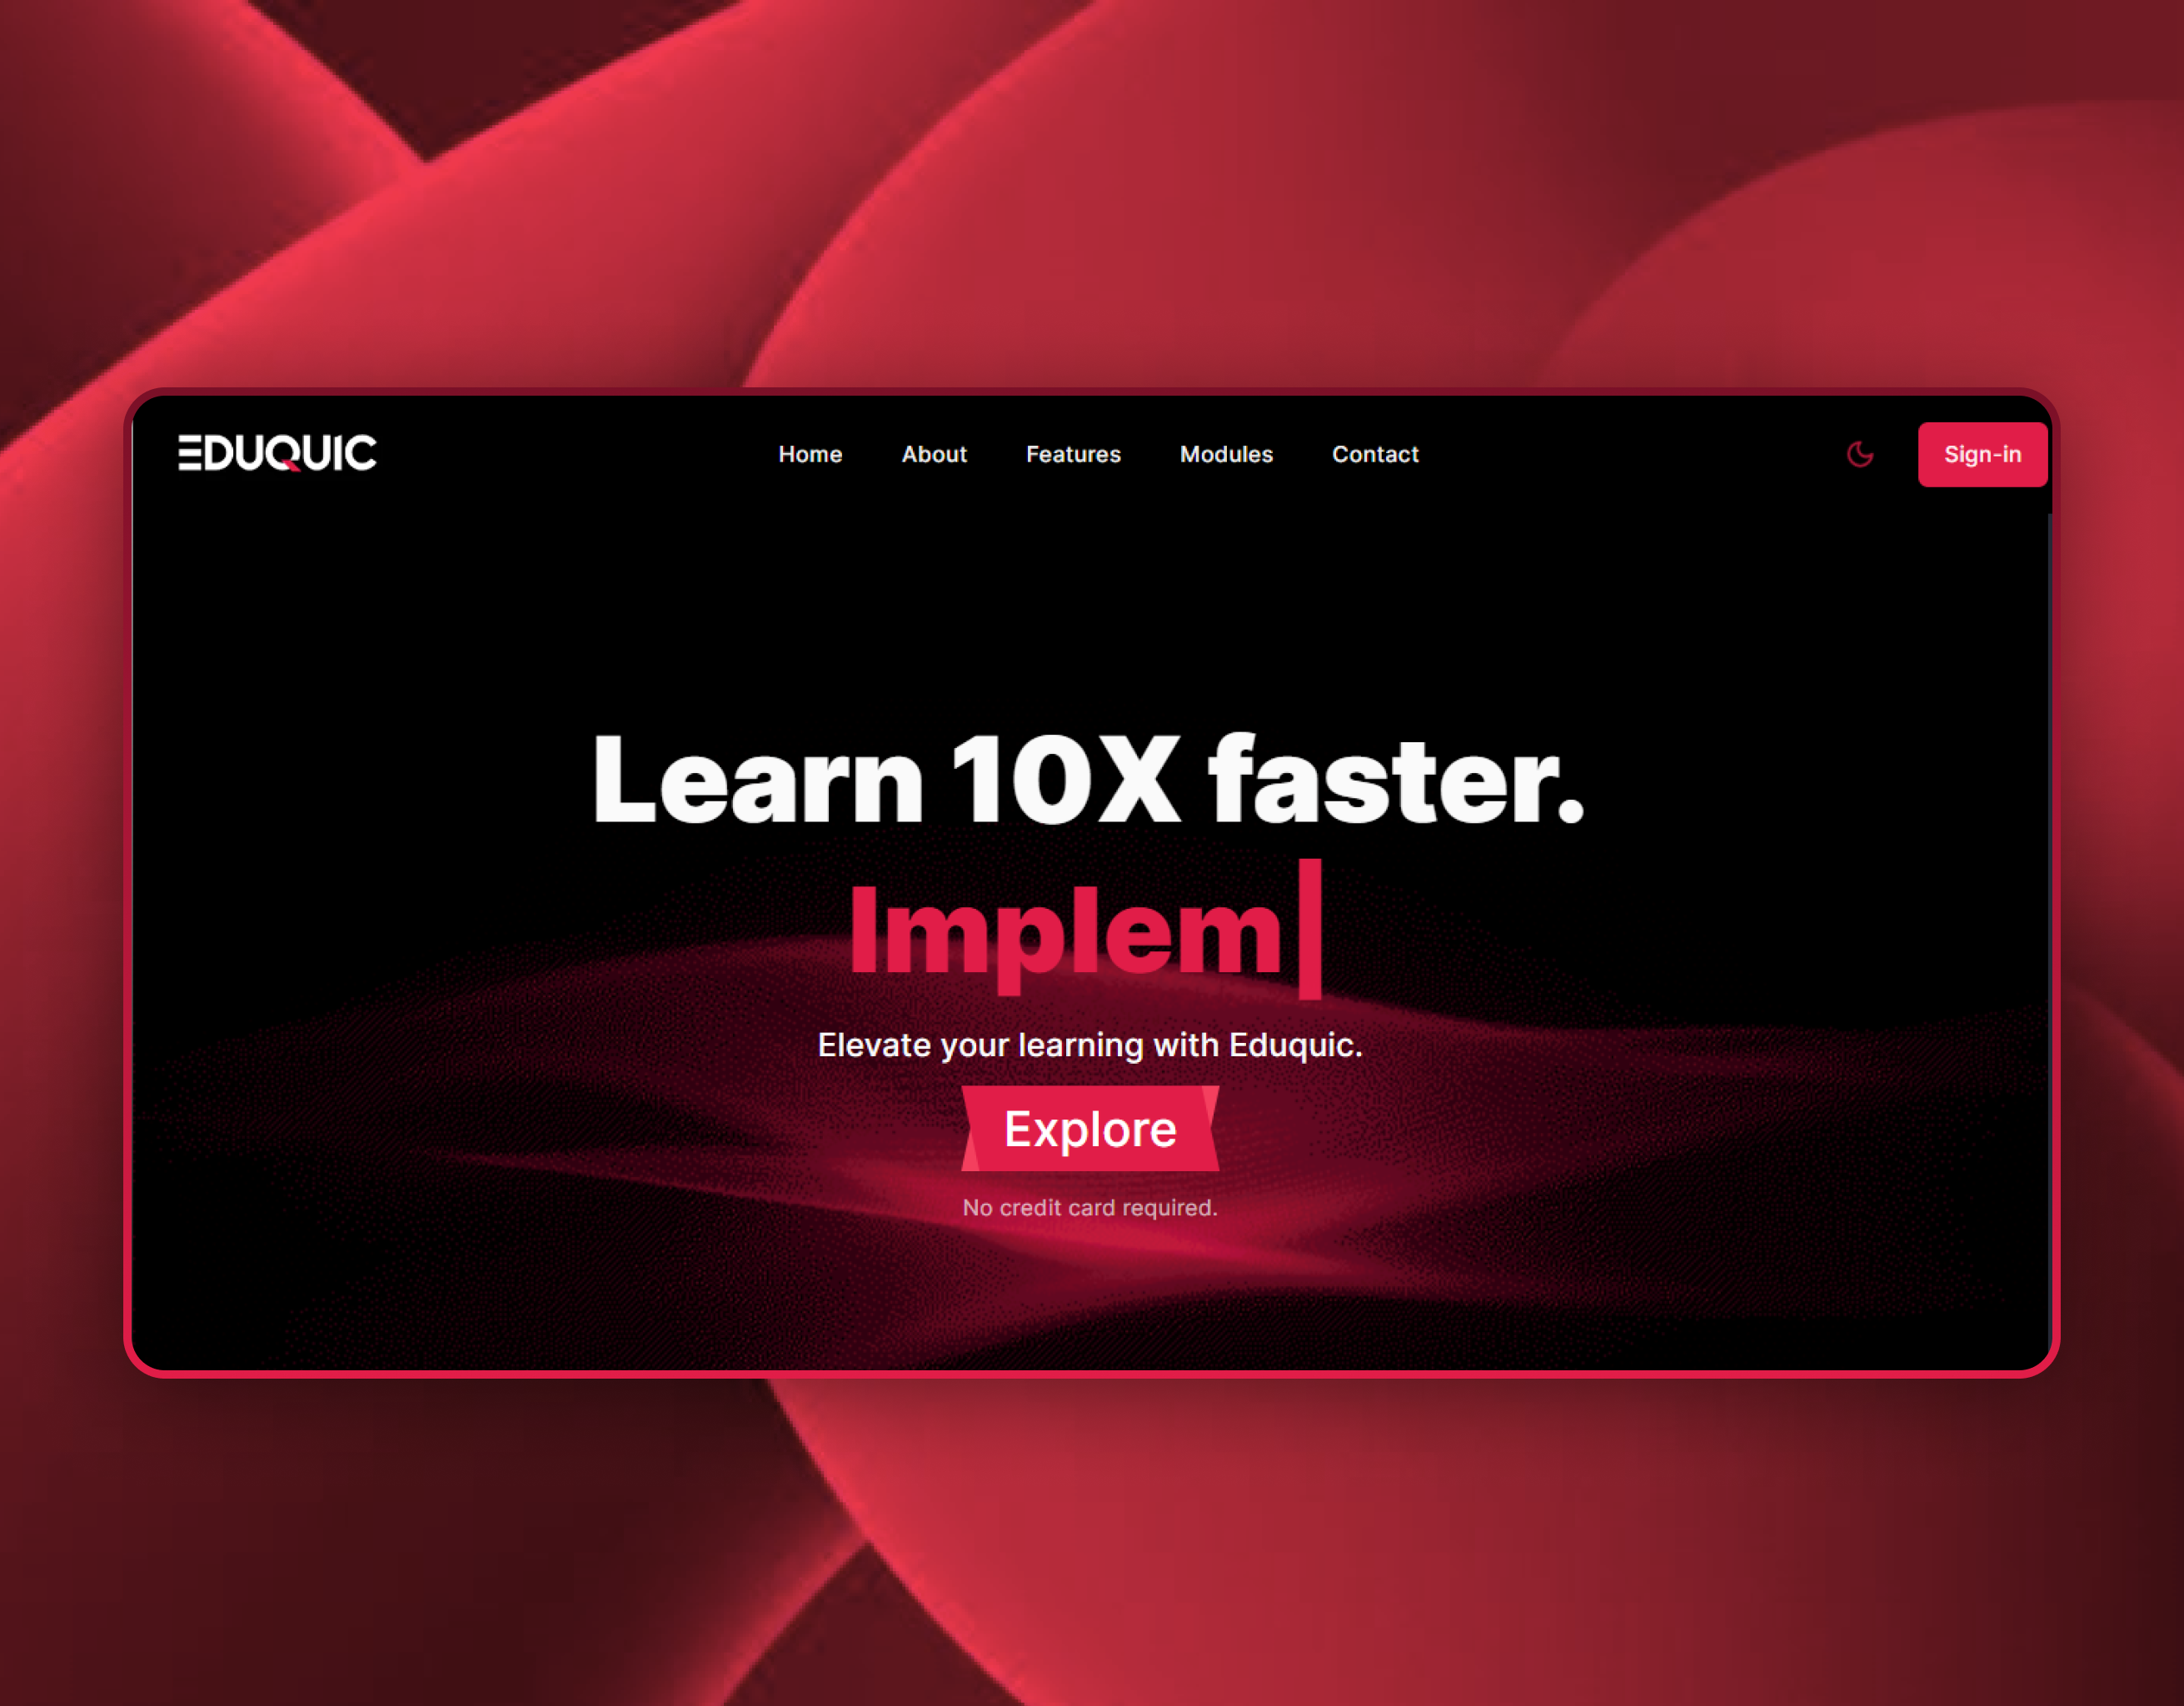 EDUQUIC
Home About Features Modules Contact
Sign-in
Learn 10X faster.
Implem
Elevate your learning with Eduquic.
Explore
No credit card required.